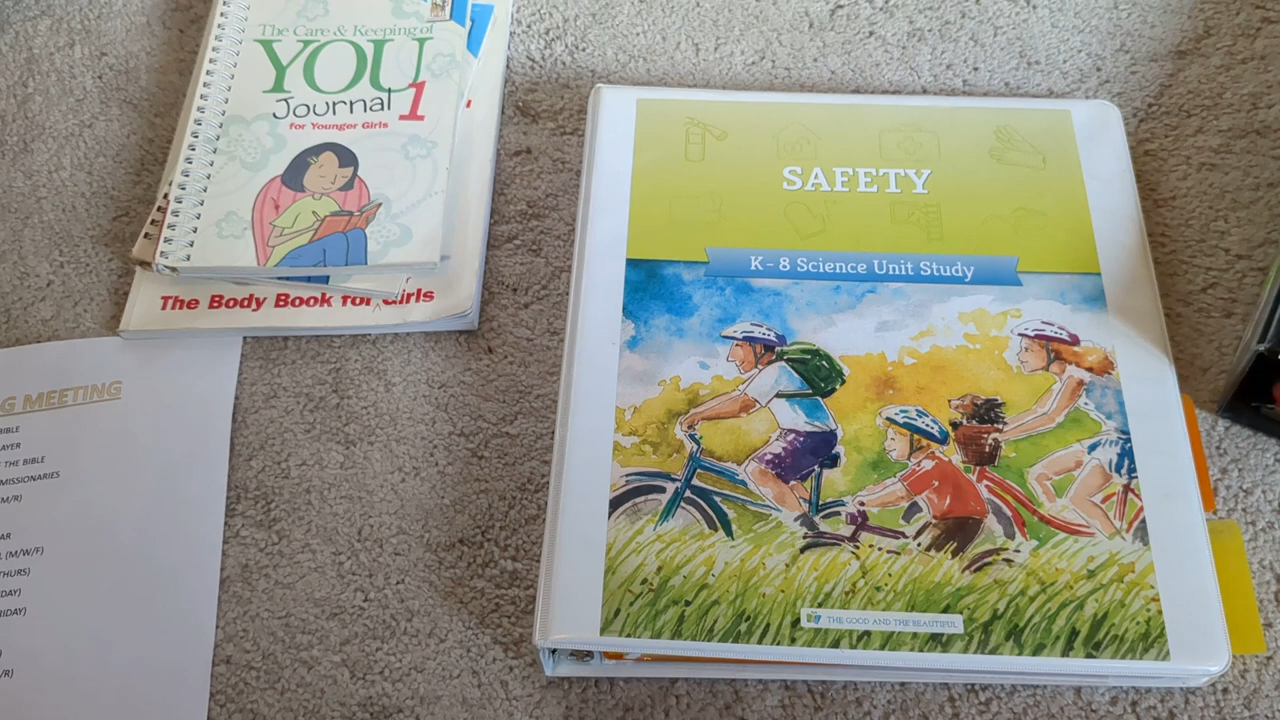 The Care & Keeping of
YOU
Journal 1
for Younger Girls
The Body Book for Girls
SAFETY
K-8 Science Unit Study
THE GOOD AND THE BEAUTIFUL
G MEETING
BIBLE
AYER
THE BIBLE
MISSIONARIES
M/R)
AR
(M/W/F)
THURS)
DAY)
IDAY)
)
/R)